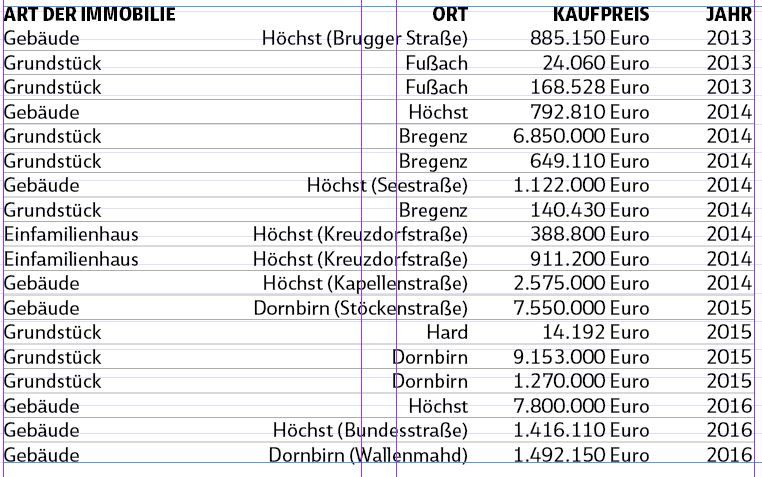 ART DER IMMOBILIE ORT KAUFPREIS JAHR
Gebäude Höchst (Brugger Straße) 885.150 Euro 2013
Grundstück Fußach 24.060 Euro 2013
Grundstück Fußach 168.528 Euro 2013
Gebäude Höchst 792.810 Euro 2014
Grundstück Bregenz 6.850.000 Euro 2014
Grundstück Bregenz 649.110 Euro 2014
Gebäude Höchst (Seestraße) 1.122.000 Euro 2014
Grundstück Bregenz 140.430 Euro 2014
Einfamilienhaus Höchst (Kreuzdorfstraße) 388.800 Euro 2014
Einfamilienhaus Höchst (Kreuzdorfstraße) 911.200 Euro 2014
Gebäude Höchst (Kapellenstraße) 2.575.000 Euro 2014
Gebäude Dornbirn (Stöckenstraße) 7.550.000 Euro 2015
Grundstück Hard 14.192 Euro 2015
Grundstück Dornbirn 9.153.000 Euro 2015
Grundstück Dornbirn 1.270.000 Euro 2015
Gebäude Höchst 7.800.000 Euro 2016
Gebäude Höchst (Bundesstraße) 1.416.110 Euro 2016
Gebäude Dornbirn (Wallenmahd) 1.492.150 Euro 2016